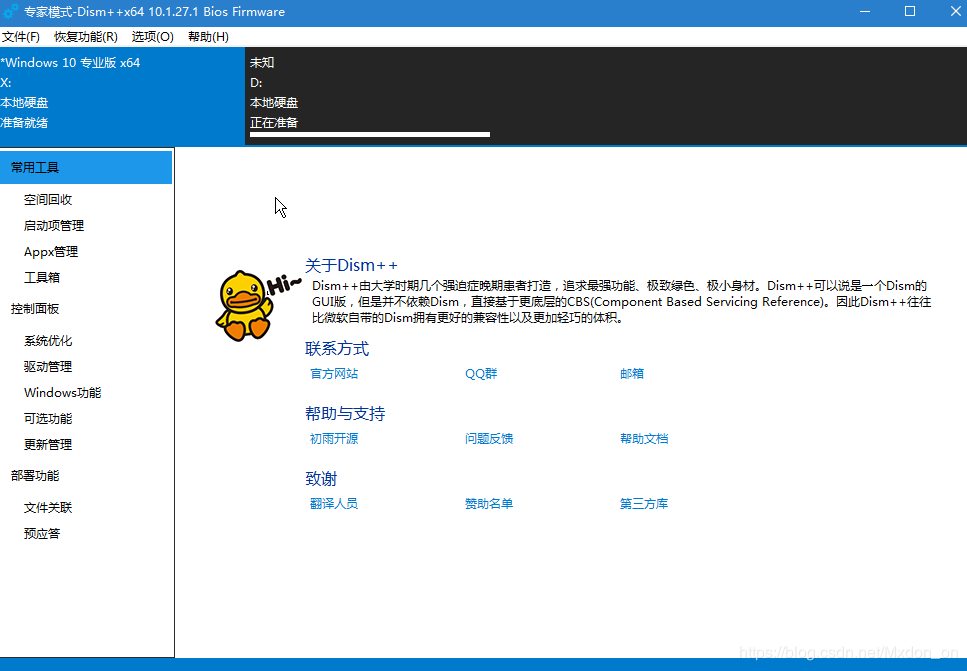 专家模式-Dism++x64 10.1.27.1 Bios Firmware
文件(F) 恢复功能(R) 选项(O) 帮助(H)
*Windows 10 专业版 x64
X:
本地硬盘
准备就绪
未知
D:
本地硬盘
正在准备
常用工具
空间回收
启动项管理
Appx管理
工具箱
控制面板
系统优化
驱动管理
Windows功能
可选功能
更新管理
部署功能
文件关联
预应答
Hi~
关于Dism++
Dism++由大学时期几个强迫症晚期患者打造，追求最强功能、极致绿色、极小身材。Dism++可以说是一个Dism的
GUI版，但是并不依赖Dism，直接基于更底层的CBS(Component Based Servicing Reference)。因此Dism++往往
比微软自带的Dism拥有更好的兼容性以及更加轻巧的体积。
联系方式
官方网站 QQ群 邮箱
帮助与支持
初雨开源 问题反馈 帮助文档
致谢
翻译人员 赞助名单 第三方库
https://blog.csdn.net/Mxdon_on